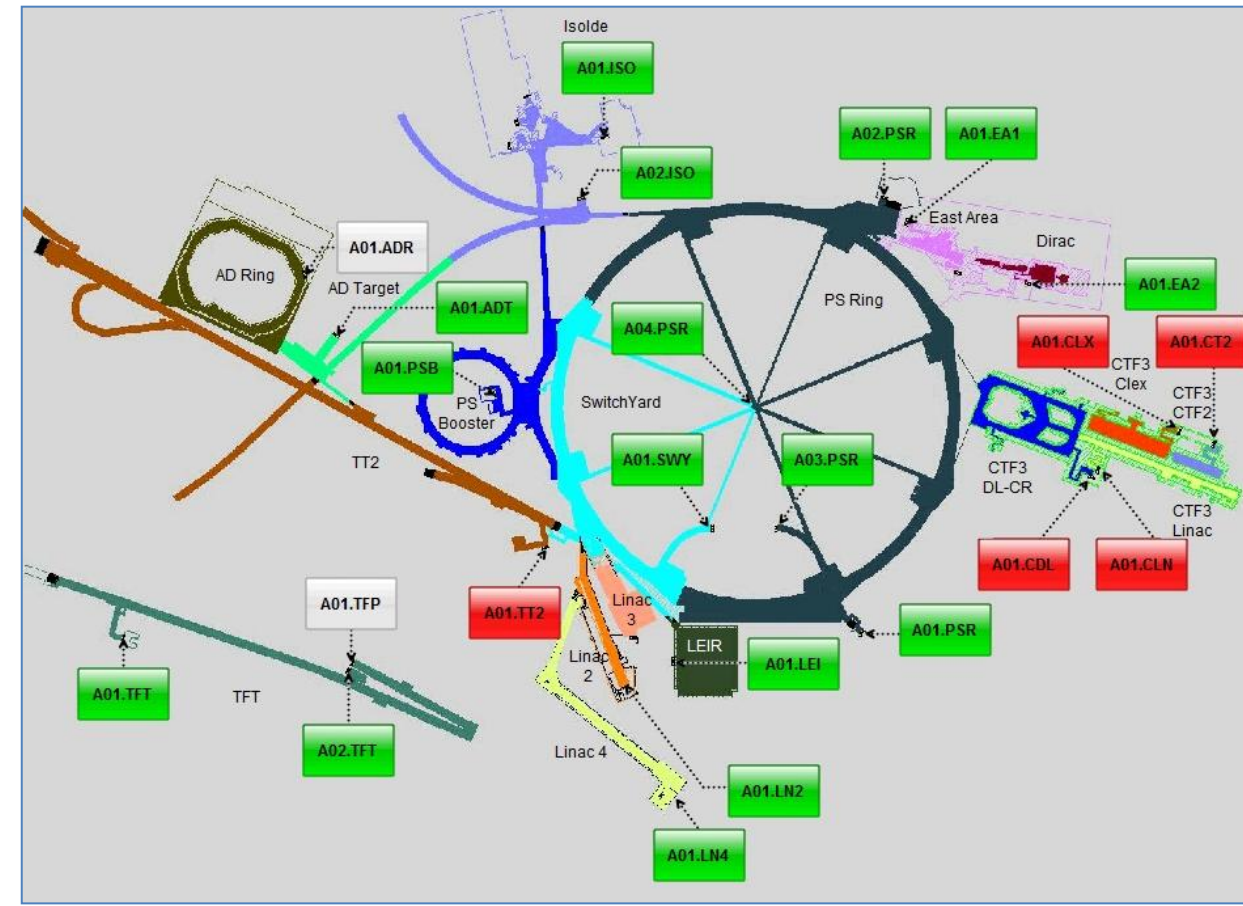 Isolde
A01.ISO
A02.PSR
A01.EA1
A02.ISO
East Area
A01.ADR
Dirac
AD Ring
AD Target
A01.EA2
A01.ADT
PS Ring
A04.PSR
A01.CLX
A01.CT2
A01.PSB
CTF3
Clex
CTF3
CTF2
PS
Booster
SwitchYard
TT2
A01.SWY
A03.PSR
CTF3
DL-CR
CTF3
Linac
A01.CDL
A01.CLN
A01.TFP
A01.TT2
Linac
3
A01.PSR
LEIR
A01.LEI
Linac
2
A01.TFT
TFT
A02.TFT
Linac 4
A01.LN2
A01.LN4